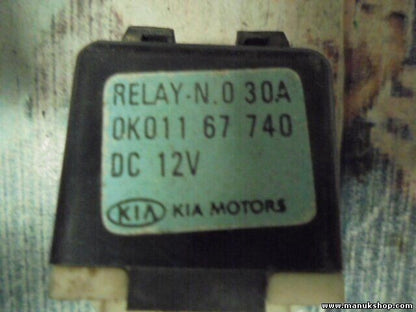 RELAY-N.O 30A
0K011 67 740
DC 12V
KIA KIA MOTORS
www.manukshop.com